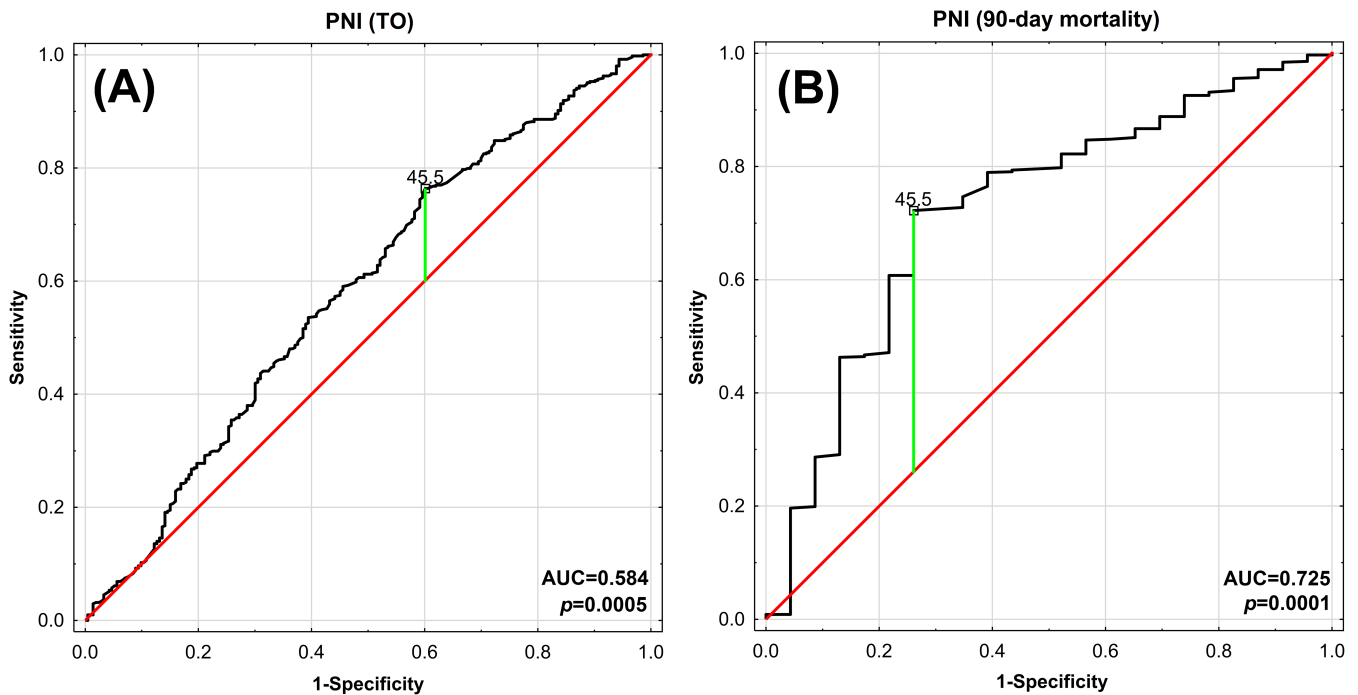 PNI (TO)
(A)
1.0
0.8
0.6
0.4
0.2
0.0
Sensitivity
45.5
AUC=0.584
p=0.0005
0.0 0.2 0.4 0.6 0.8 1.0
1-Specificity
PNI (90-day mortality)
(B)
1.0
0.8
0.6
0.4
0.2
0.0
Sensitivity
45.5
AUC=0.725
p=0.0001
0.0 0.2 0.4 0.6 0.8 1.0
1-Specificity